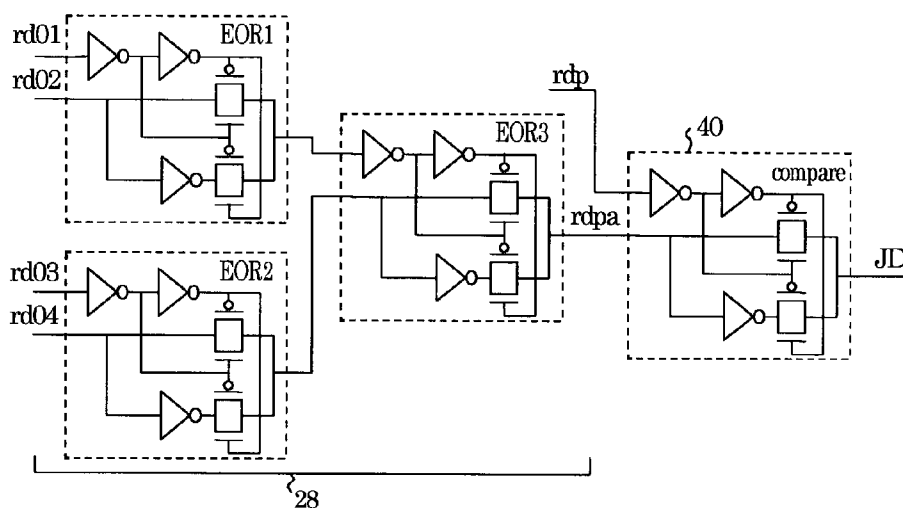 rd01
EOR1
rd02
rdp
EOR3
40
compare
rdpa
JD
rd03
EOR2
rd04
28